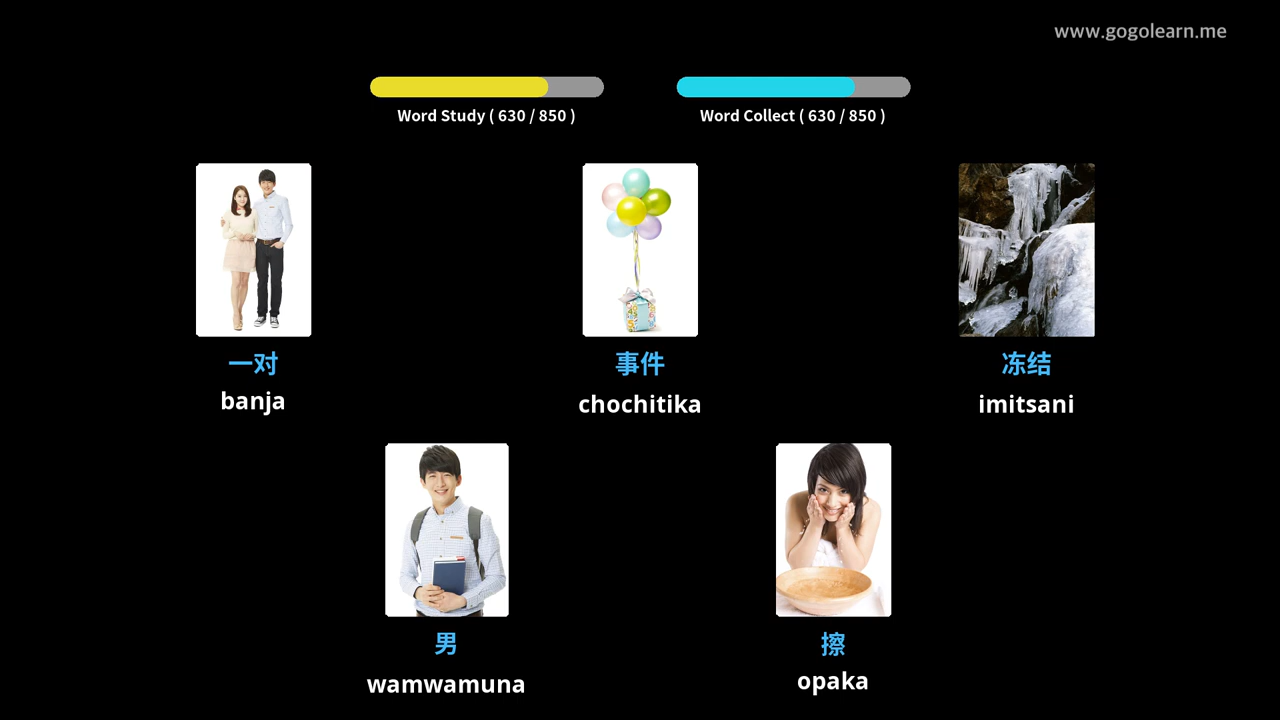 www.gogolearn.me
Word Study ( 630 / 850 )
Word Collect ( 630 / 850 )
一对
banja
事件
chochitika
冻结
imitsani
男
wamwamuna
擦
opaka